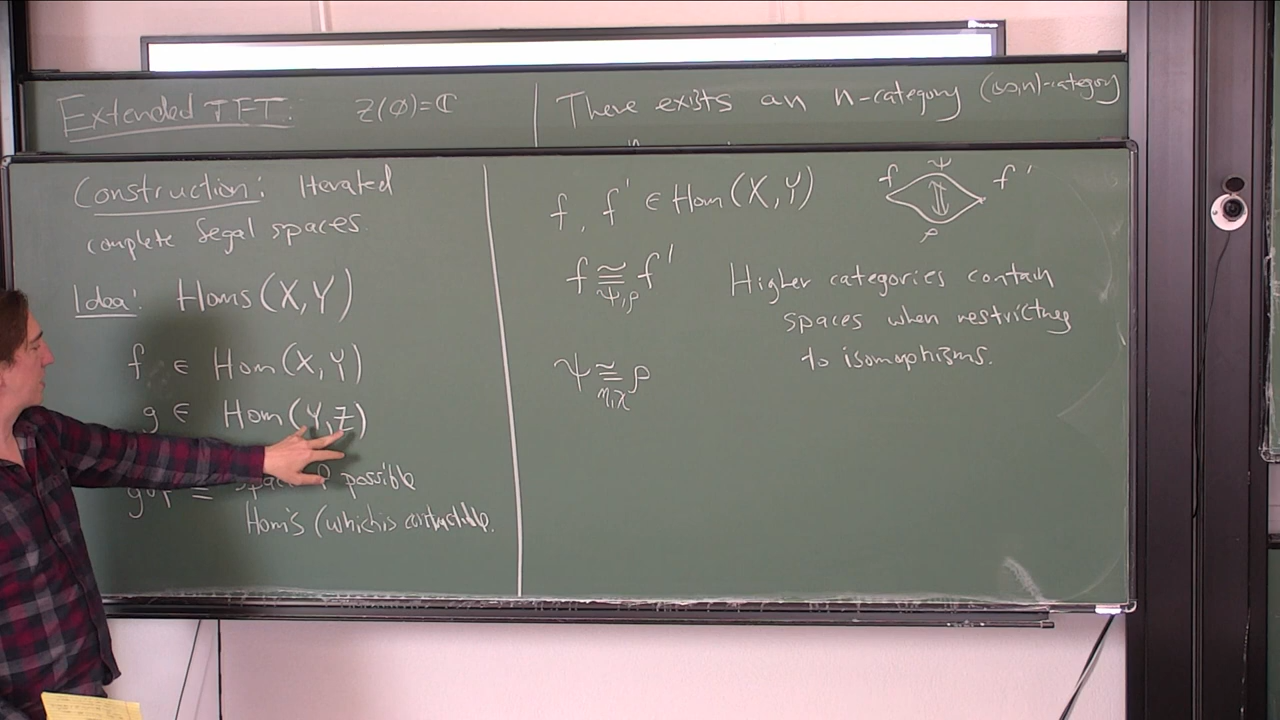 Extended TFT: Z(∅)=ℂ
There exists an n-category (∞,n)-category
Construction: Iterated
complete Segal spaces.
Idea: Homs(X,Y)
f ∈ Hom(X,Y)
g ∈ Hom(Y,Z)
g∘f = possible
Hom's (which is contractible.
f, f' ∈ Hom(X,Y)
f ≅ f'
ψ,ρ
ψ ≅ ρ
η,χ
ψ
f f'
ρ
Higher categories contain
spaces when restricting
to isomorphisms.